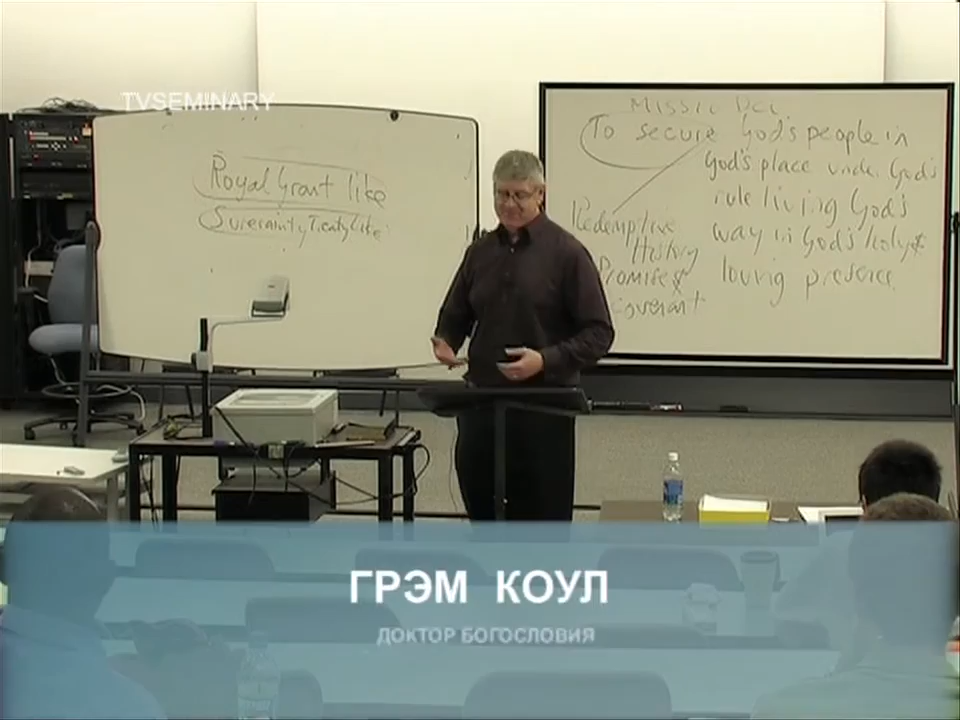 TVSEMINARY
Royal Grant like
Suzerainty Treaty like
Missio Dei
To secure God's people in
God's place under God's
rule living God's
way in God's holy &
loving presence
Redemptive
History
Promise &
Covenant
ГРЭМ КОУЛ
ДОКТОР БОГОСЛОВИЯ